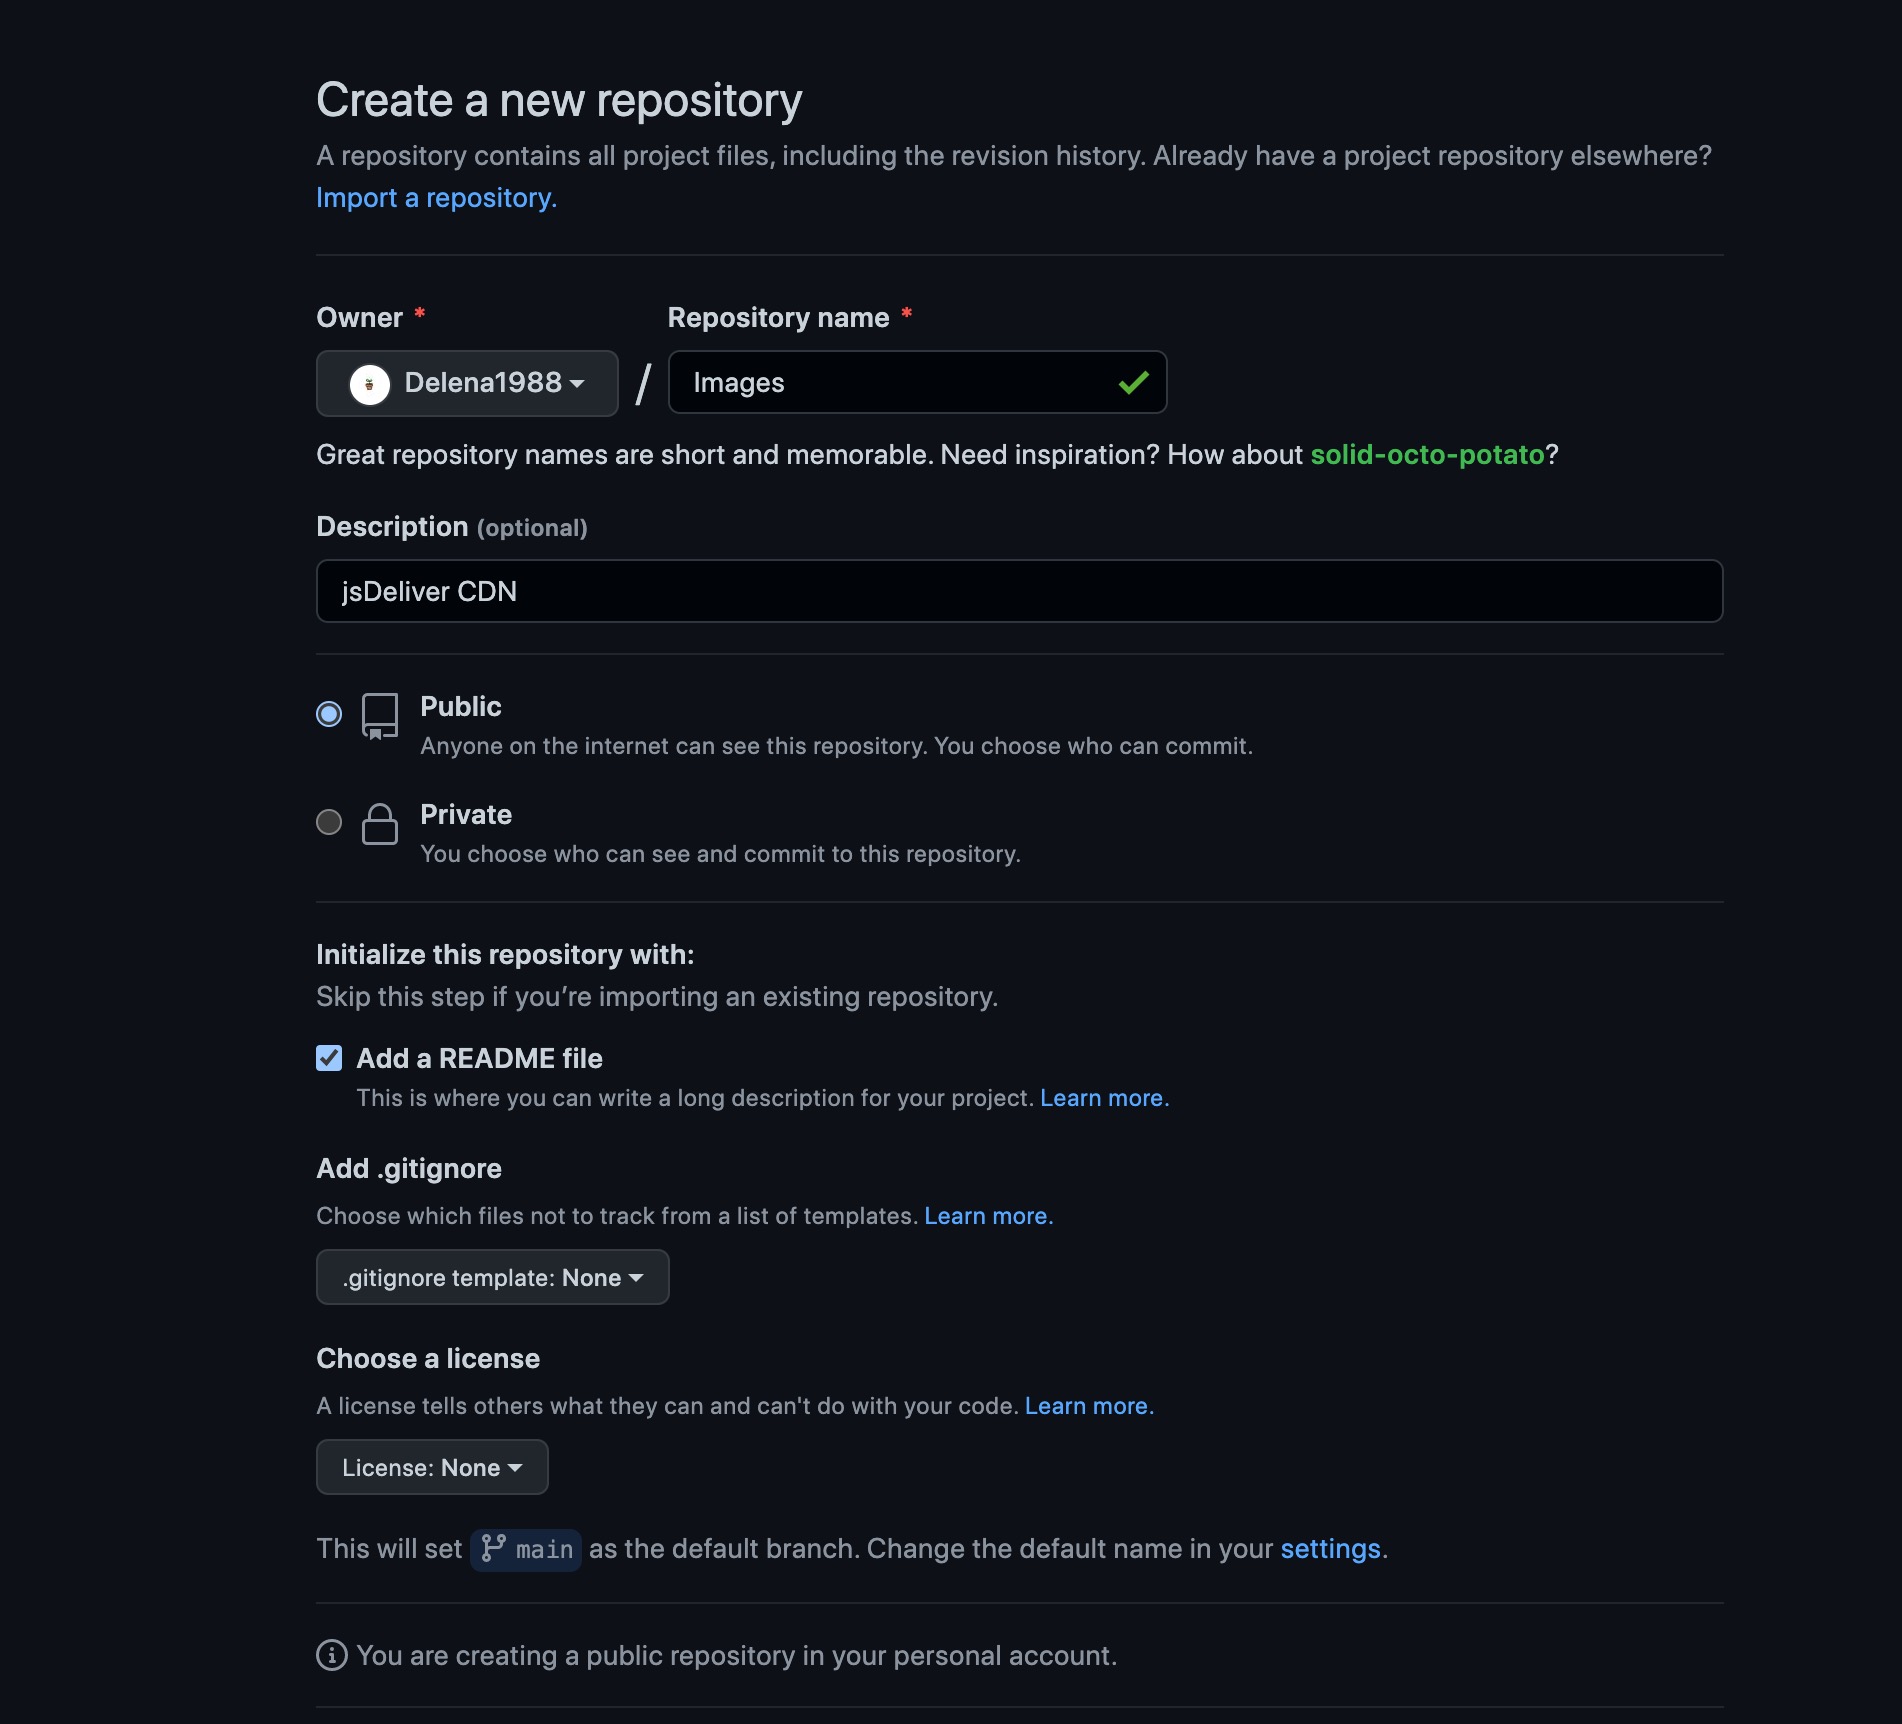 Create a new repository
A repository contains all project files, including the revision history. Already have a project repository elsewhere?
Import a repository.
Owner * Repository name *
Delena1988 / Images
Great repository names are short and memorable. Need inspiration? How about solid-octo-potato?
Description (optional)
jsDeliver CDN
Public
Anyone on the internet can see this repository. You choose who can commit.
Private
You choose who can see and commit to this repository.
Initialize this repository with:
Skip this step if you’re importing an existing repository.
Add a README file
This is where you can write a long description for your project. Learn more.
Add .gitignore
Choose which files not to track from a list of templates. Learn more.
.gitignore template: None
Choose a license
A license tells others what they can and can't do with your code. Learn more.
License: None
This will set main as the default branch. Change the default name in your settings.
You are creating a public repository in your personal account.